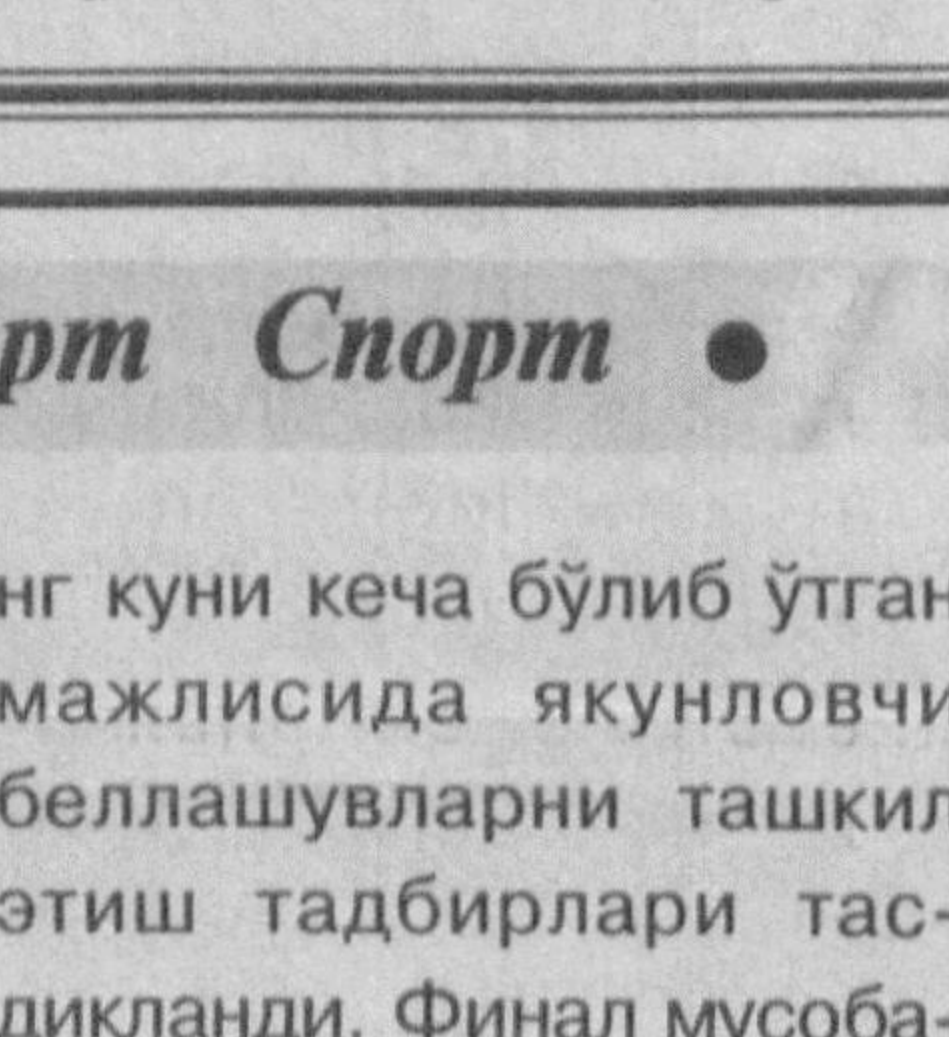 рт Спорт ●
нг куни кеча бўлиб ўтган
мажлисида якунловчи
беллашувларни ташкил
этиш тадбирлари тас-
дикланди. Финал мусоба-